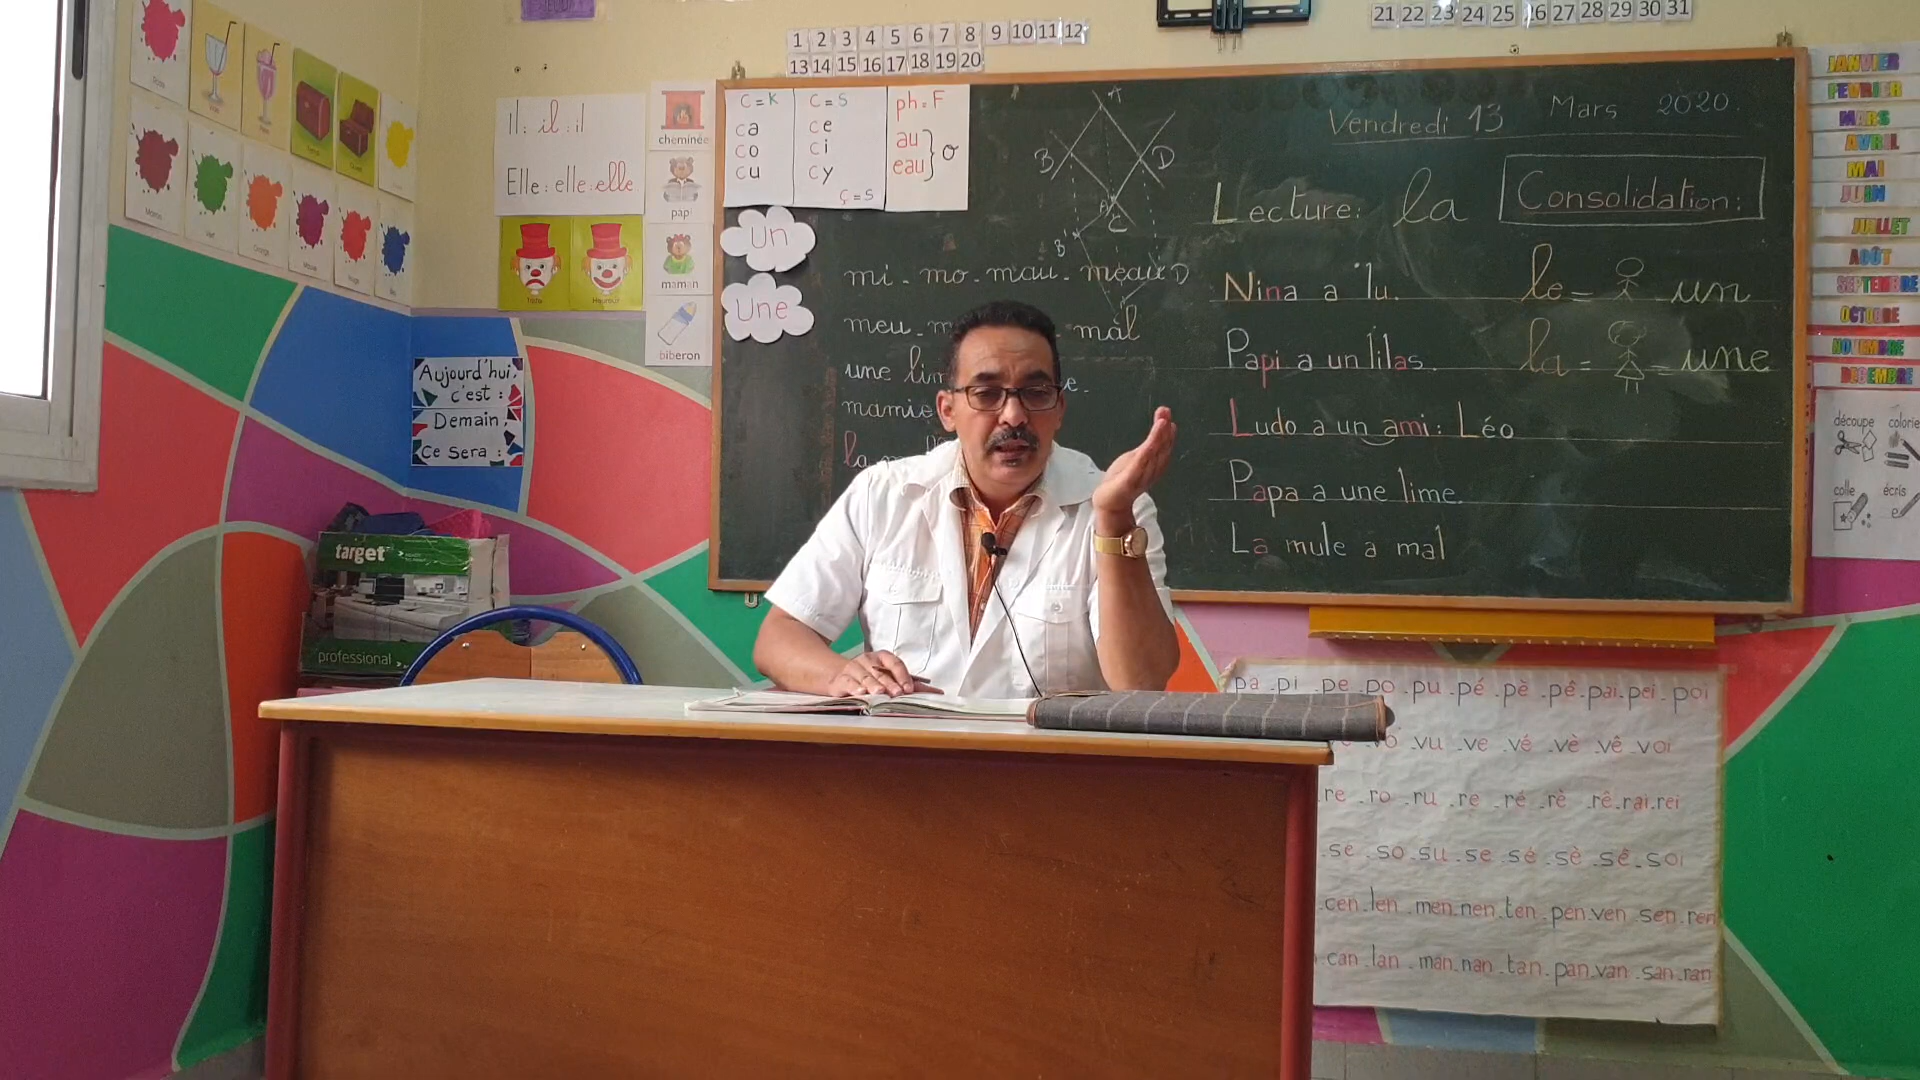 1 2 3 4 5 6 7 8 9 10 11 12
13 14 15 16 17 18 19 20
21 22 23 24 25 26 27 28 29 30 31
Il : il : il
Elle : elle : elle
cheminée
papi
maman
biberon
c = k
ca
co
cu
c = s
ce
ci
cy
ç = s
ph = F
au
eau } o
Un
Une
A
B
D
A
C
B'
D
mi - mo - mau - meau
meu - mal
une
mamie
la
Vendredi 13 Mars 2020.
Lecture : la
Consolidation :
Nina a lu.
le = un
Papi a un lilas.
la = = une
Ludo a un ami : Léo
Papa a une lime.
La mule a mal
JANVIER
FEVRIER
MARS
AVRIL
MAI
JUIN
JUILLET
AOÛT
SEPTEMBRE
OCTOBRE
NOVEMBRE
DECEMBRE
découpe colorie
colle écris
Aujourd'hui,
c'est :
Demain,
Ce sera :
target
professional
pa - pi - pe - po - pu - pé - pè - pê - pai - pei - poi
vo - vu - ve - vé - vè - vê - voi
re - ro - ru - re - ré - rè - rê - rai - rei
se - so - su - se - sé - sè - sê - soi
cen - len - men - nen - ten - pen - ven - sen - ren
can - lan - man - nan - tan - pan - van - san - ran